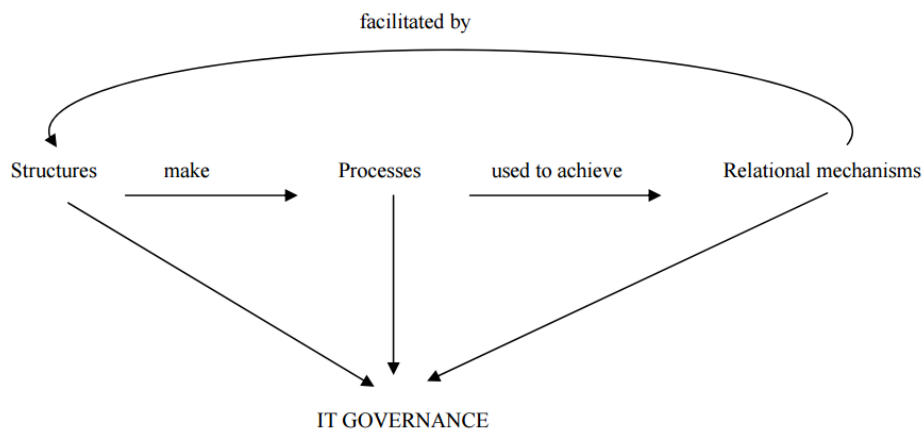 facilitated by
Structures make Processes used to achieve Relational mechanisms
IT GOVERNANCE